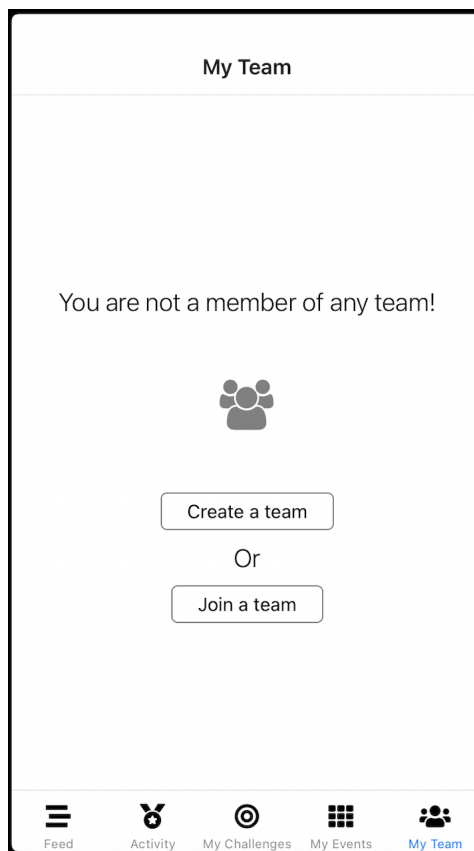 My Team
You are not a member of any team!
Create a team
Or
Join a team
Feed Activity My Challenges My Events My Team